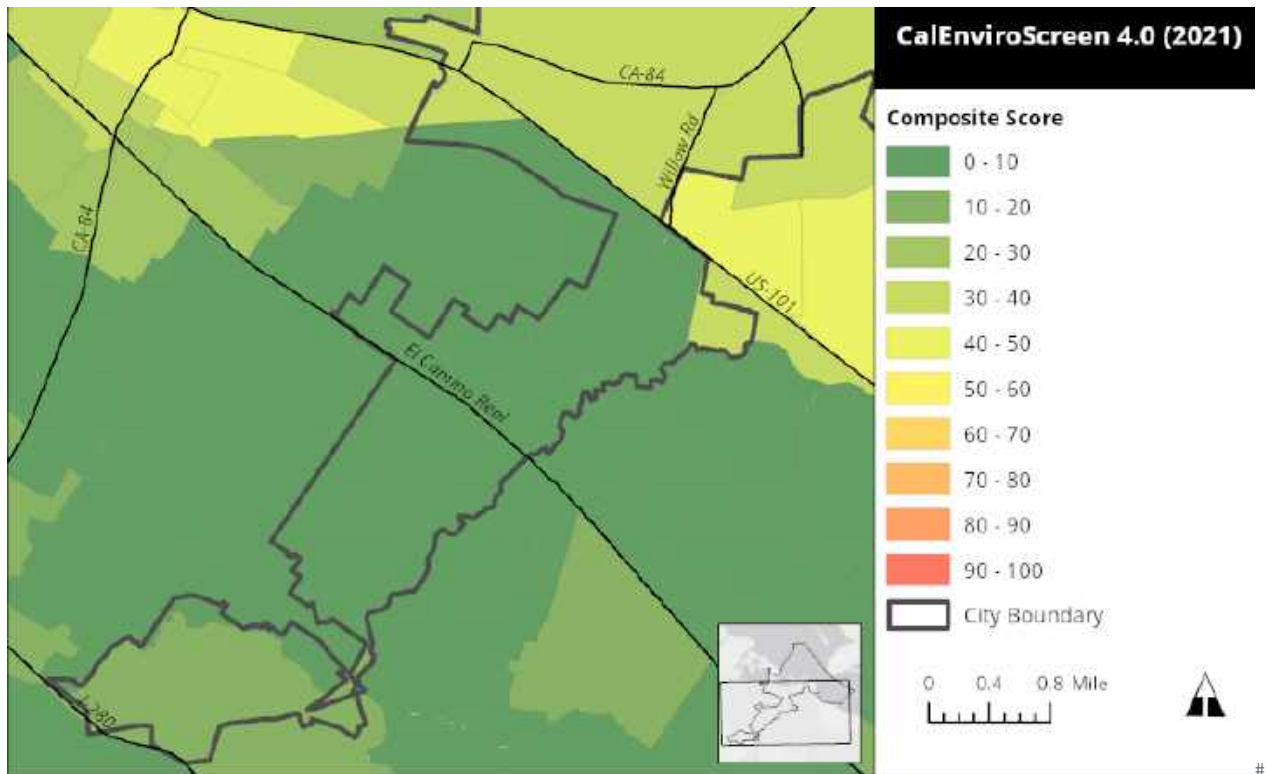 CalEnviroScreen 4.0 (2021)
Composite Score
0 - 10
10 - 20
20 - 30
30 - 40
40 - 50
50 - 60
60 - 70
70 - 80
80 - 90
90 - 100
City Boundary
0 0.4 0.8 Mile
CA-84
Willow Rd
CA-84
US-101
El Camino Real
I-280
#